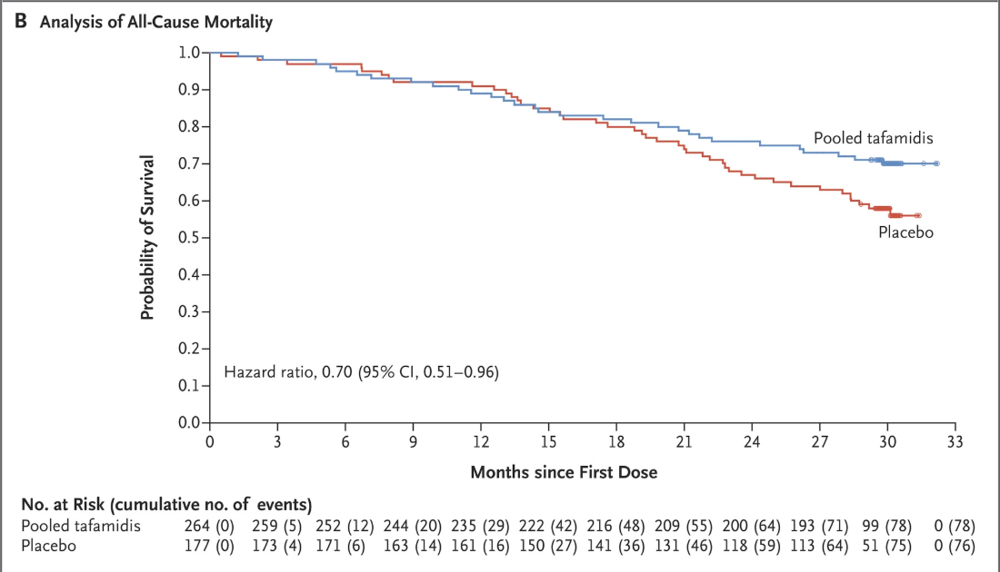 B Analysis of All-Cause Mortality
1.0
0.9
0.8
0.7
0.6
0.5
0.4
0.3
0.2
0.1
0.0
Probability of Survival
Pooled tafamidis
Placebo
Hazard ratio, 0.70 (95% CI, 0.51–0.96)
0 3 6 9 12 15 18 21 24 27 30 33
Months since First Dose
No. at Risk (cumulative no. of events)
Pooled tafamidis 264 (0) 259 (5) 252 (12) 244 (20) 235 (29) 222 (42) 216 (48) 209 (55) 200 (64) 193 (71) 99 (78) 0 (78)
Placebo 177 (0) 173 (4) 171 (6) 163 (14) 161 (16) 150 (27) 141 (36) 131 (46) 118 (59) 113 (64) 51 (75) 0 (76)